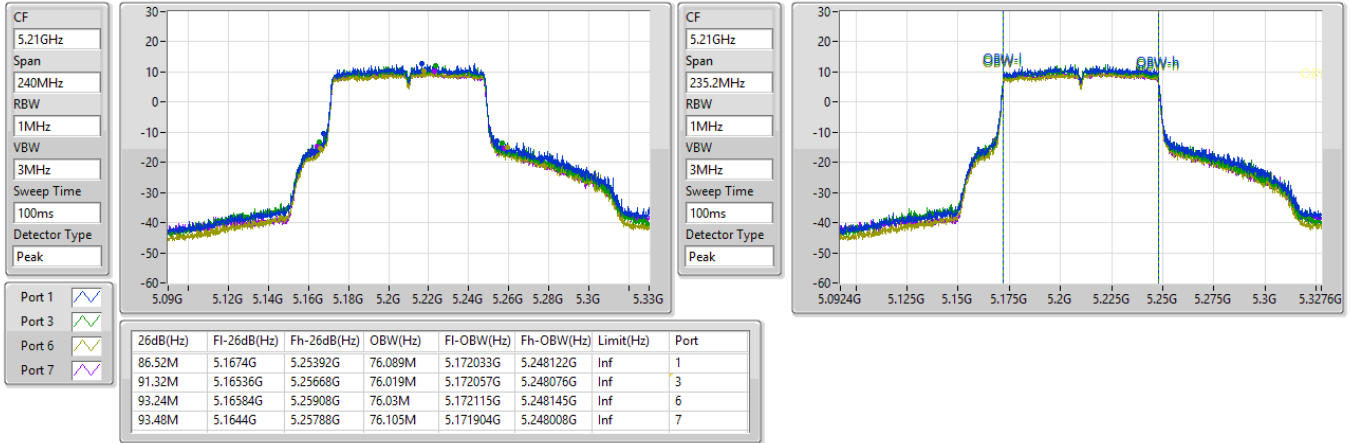 CF
5.21GHz
Span
240MHz
RBW
1MHz
VBW
3MHz
Sweep Time
100ms
Detector Type
Peak
30
20
10
0
-10
-20
-30
-40
-50
-60
5.09G 5.12G 5.14G 5.16G 5.18G 5.2G 5.22G 5.24G 5.26G 5.28G 5.3G 5.33G
CF
5.21GHz
Span
235.2MHz
RBW
1MHz
VBW
3MHz
Sweep Time
100ms
Detector Type
Peak
30
20
10
0
-10
-20
-30
-40
-50
-60
OBW-l OBW-h
5.0924G 5.125G 5.15G 5.175G 5.2G 5.225G 5.25G 5.275G 5.3G 5.3276G
Port 1
Port 3
Port 6
Port 7
26dB(Hz) Fl-26dB(Hz) Fh-26dB(Hz) OBW(Hz) Fl-OBW(Hz) Fh-OBW(Hz) Limit(Hz) Port
86.52M 5.1674G 5.25392G 76.089M 5.172033G 5.248122G Inf 1
91.32M 5.16536G 5.25668G 76.019M 5.172057G 5.248076G Inf 3
93.24M 5.16584G 5.25908G 76.03M 5.172115G 5.248145G Inf 6
93.48M 5.1644G 5.25788G 76.105M 5.171904G 5.248008G Inf 7